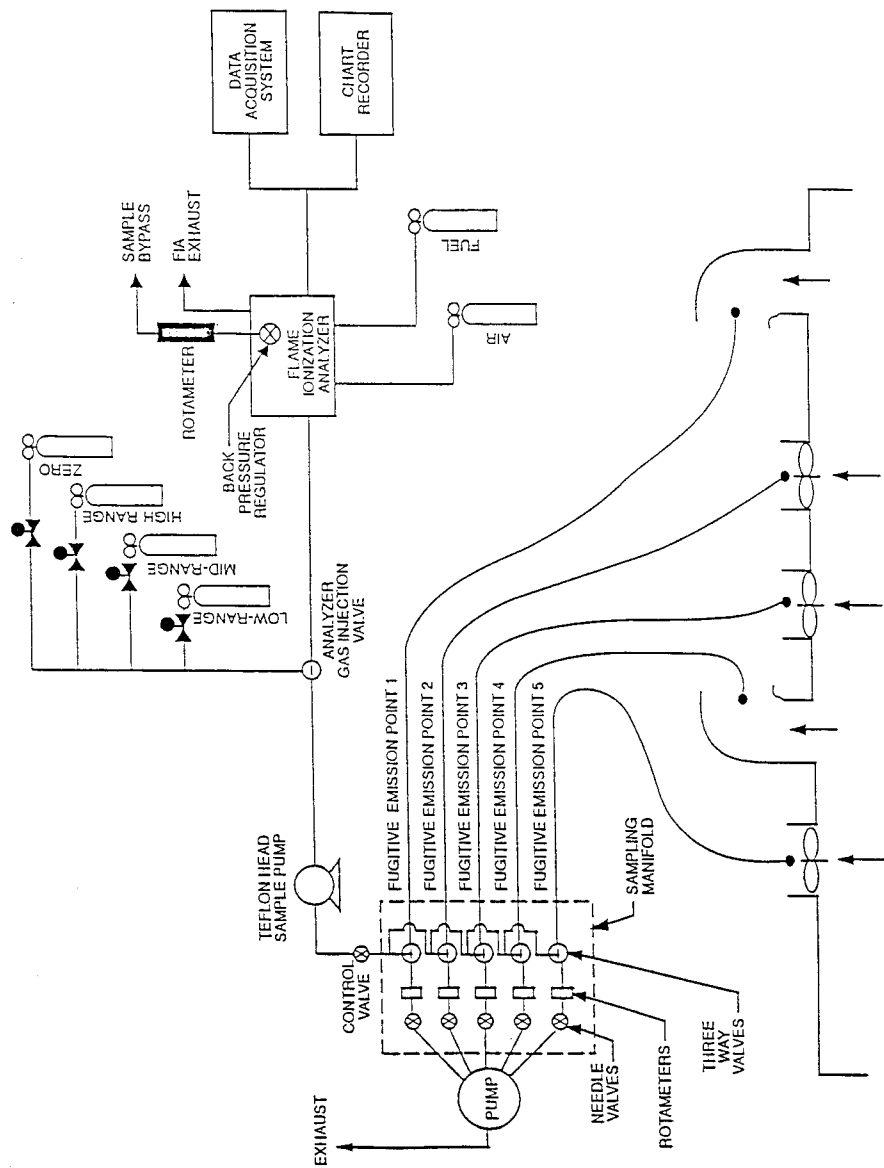 EXHAUST
PUMP
NEEDLE
VALVES
ROTAMETERS
THREE
WAY
VALVES
CONTROL
VALVE
TEFLON HEAD
SAMPLE PUMP
SAMPLING
MANIFOLD
FUGITIVE EMISSION POINT 1
FUGITIVE EMISSION POINT 2
FUGITIVE EMISSION POINT 3
FUGITIVE EMISSION POINT 4
FUGITIVE EMISSION POINT 5
ANALYZER
GAS INJECTION
VALVE
LOW-RANGE
MID-RANGE
HIGH RANGE
ZERO
BACK
PRESSURE
REGULATOR
ROTAMETER
FLAME
IONIZATION
ANALYZER
SAMPLE
BYPASS
FIA
EXHAUST
AIR
FUEL
DATA
ACQUISITION
SYSTEM
CHART
RECORDER